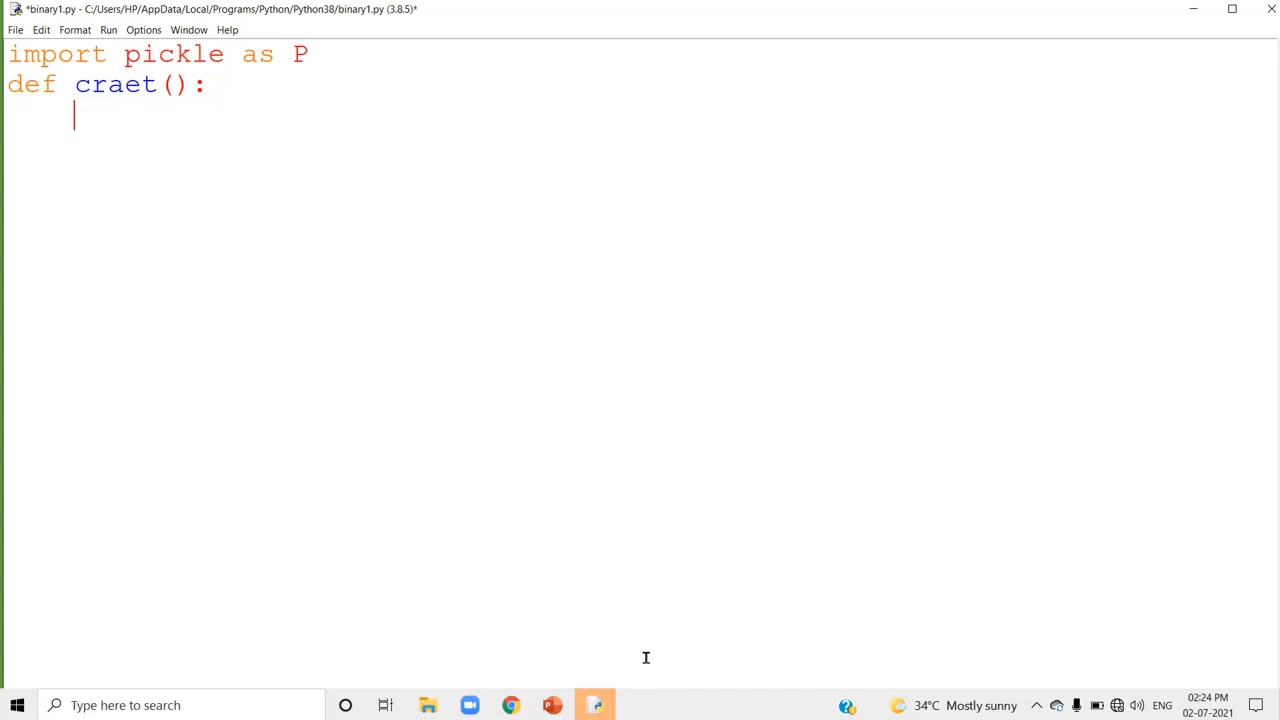 *binary1.py - C:/Users/HP/AppData/Local/Programs/Python/Python38/binary1.py (3.8.5)*
File Edit Format Run Options Window Help
import pickle as P
def craet():
Type here to search
34°C Mostly sunny
ENG
02:24 PM
02-07-2021